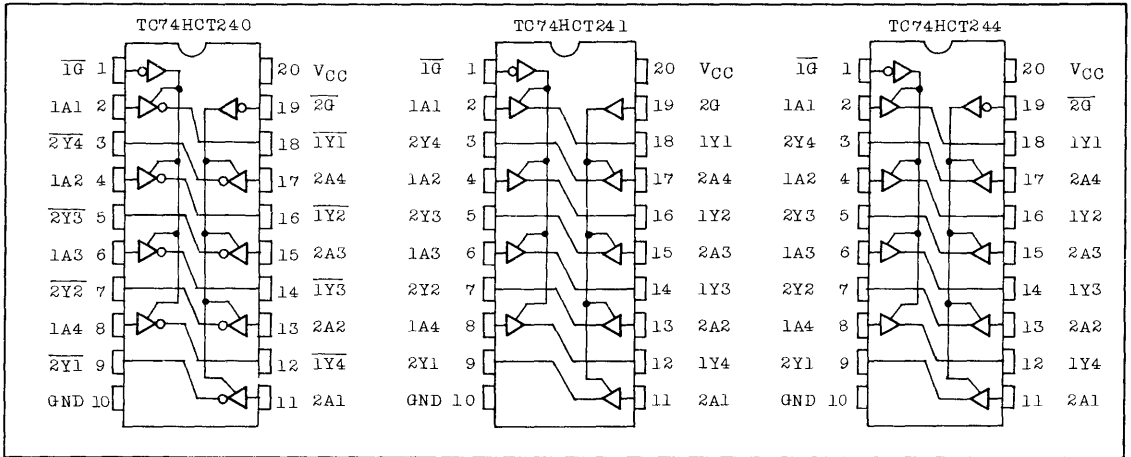 TC74HCT240
1G 1 20 VCC
1A1 2 19 2G
2Y4 3 18 1Y1
1A2 4 17 2A4
2Y3 5 16 1Y2
1A3 6 15 2A3
2Y2 7 14 1Y3
1A4 8 13 2A2
2Y1 9 12 1Y4
GND 10 11 2A1
TC74HCT241
1G 1 20 VCC
1A1 2 19 2G
2Y4 3 18 1Y1
1A2 4 17 2A4
2Y3 5 16 1Y2
1A3 6 15 2A3
2Y2 7 14 1Y3
1A4 8 13 2A2
2Y1 9 12 1Y4
GND 10 11 2A1
TC74HCT244
1G 1 20 VCC
1A1 2 19 2G
2Y4 3 18 1Y1
1A2 4 17 2A4
2Y3 5 16 1Y2
1A3 6 15 2A3
2Y2 7 14 1Y3
1A4 8 13 2A2
2Y1 9 12 1Y4
GND 10 11 2A1